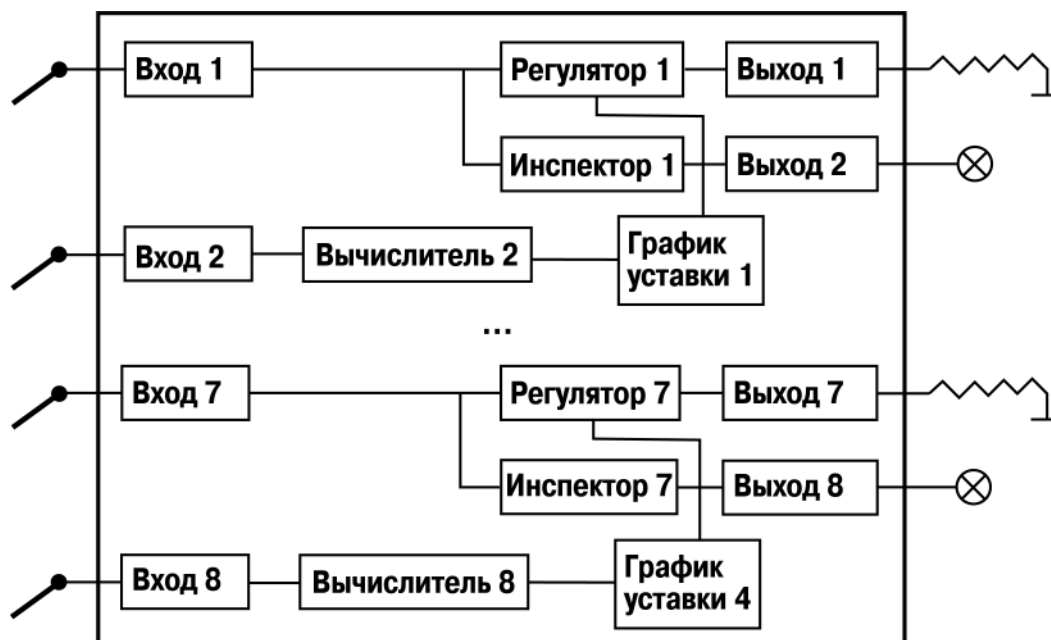 Вход 1
Регулятор 1
Выход 1
Инспектор 1
Выход 2
Вход 2
Вычислитель 2
График
уставки 1
...
Вход 7
Регулятор 7
Выход 7
Инспектор 7
Выход 8
Вход 8
Вычислитель 8
График
уставки 4